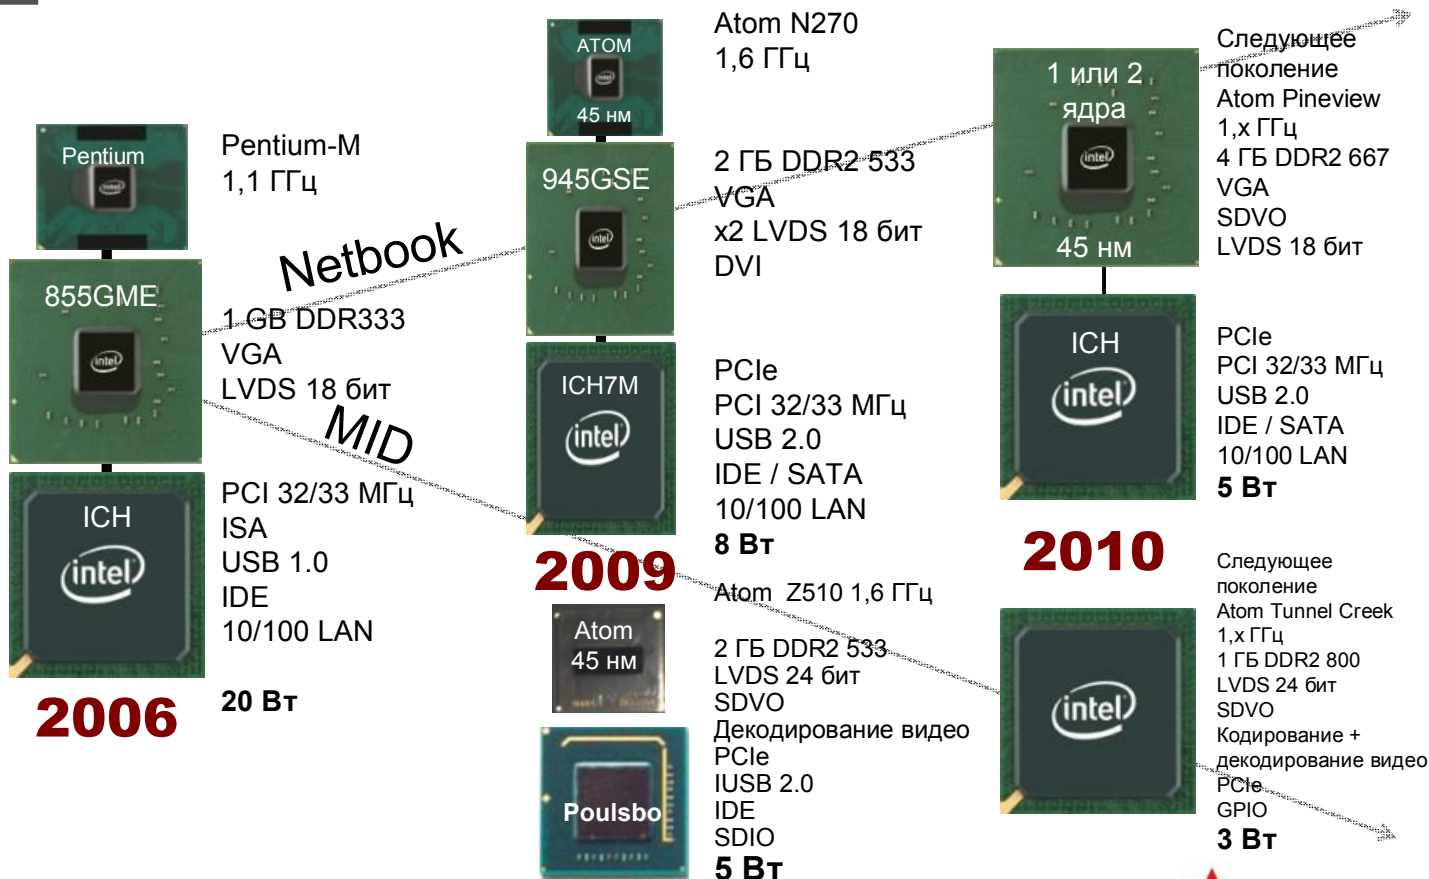 Pentium
intel
Pentium-M
1,1 ГГц
855GME
intel
1 GB DDR333
VGA
LVDS 18 бит
ICH
intel
PCI 32/33 МГц
ISA
USB 1.0
IDE
10/100 LAN
20 Вт
2006
Netbook
MID
ATOM
intel
45 нм
Atom N270
1,6 ГГц
945GSE
intel
2 ГБ DDR2 533
VGA
x2 LVDS 18 бит
DVI
ICH7M
intel
PCIe
PCI 32/33 МГц
USB 2.0
IDE / SATA
10/100 LAN
8 Вт
2009
Atom
45 нм
Atom Z510 1,6 ГГц
2 ГБ DDR2 533
LVDS 24 бит
SDVO
Декодирование видео
PCIe
IUSB 2.0
IDE
SDIO
5 Вт
Poulsbo
1 или 2
ядра
intel
45 нм
Следующее
поколение
Atom Pineview
1,x ГГц
4 ГБ DDR2 667
VGA
SDVO
LVDS 18 бит
ICH
intel
PCIe
PCI 32/33 МГц
USB 2.0
IDE / SATA
10/100 LAN
5 Вт
2010
intel
Следующее
поколение
Atom Tunnel Creek
1,x ГГц
1 ГБ DDR2 800
LVDS 24 бит
SDVO
Кодирование +
декодирование видео
PCIe
GPIO
3 Вт